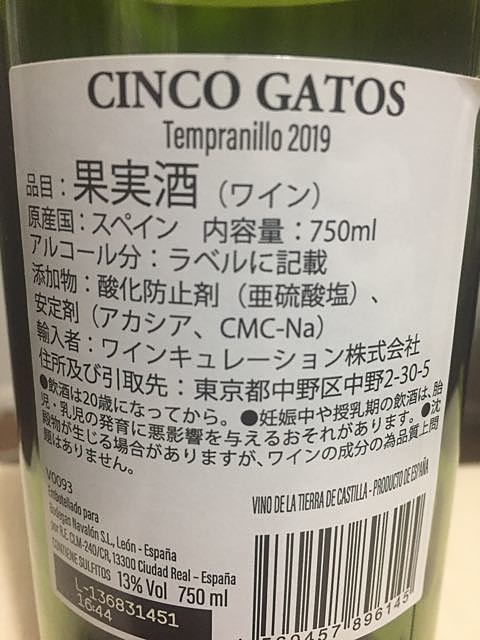 CINCO GATOS
Tempranillo 2019
品目：果実酒（ワイン）
原産国：スペイン　内容量：750ml
アルコール分：ラベルに記載
添加物：酸化防止剤（亜硫酸塩）、
安定剤（アカシア、CMC-Na）
輸入者：ワインキュレーション株式会社
住所及び引取先：東京都中野区中野2-30-5
●飲酒は20歳になってから。●妊娠中や授乳期の飲酒は、胎
児・乳児の発育に悪影響を与えるおそれがあります。●沈
殿物が生じる場合がありますが、ワインの成分の為品質上問
題はありません。
V0093
Embotellado para
Bodegas Navalón S.L., León - España
por R.E. CLM-240/CR, 13300 Ciudad Real - España
CONTIENE SULFITOS 13% Vol 750 ml
L-136831451
16:44
VINO DE LA TIERRA DE CASTILLA - PRODUCTO DE ESPAÑA